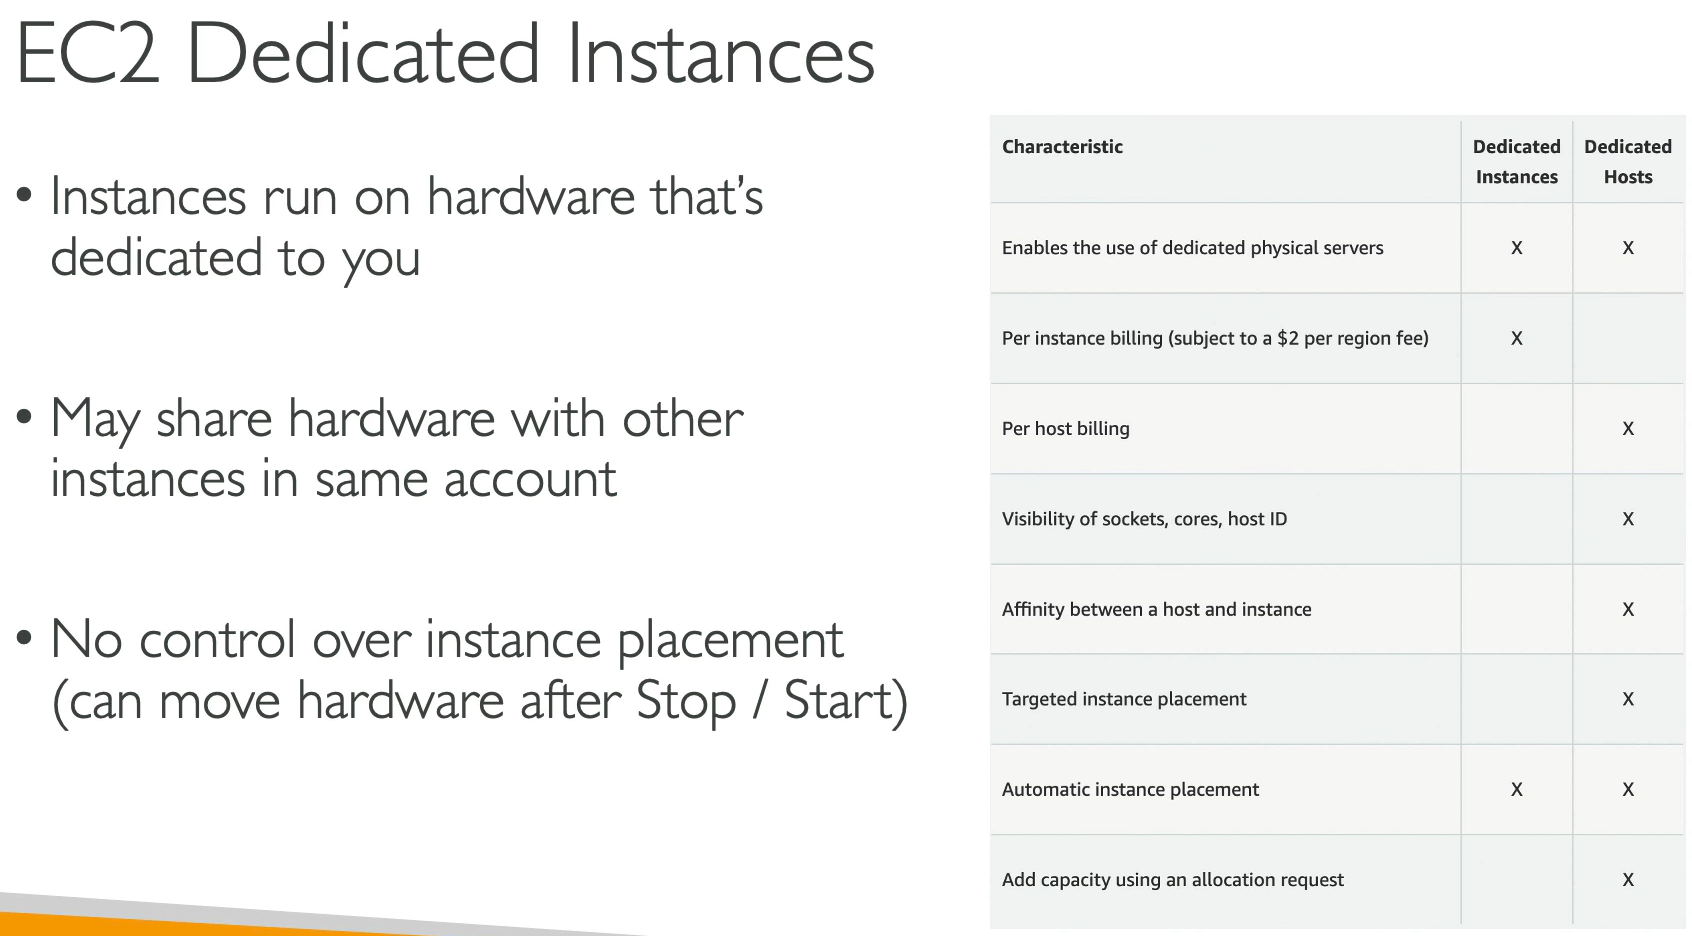 EC2 Dedicated Instances
• Instances run on hardware that’s
dedicated to you
• May share hardware with other
instances in same account
• No control over instance placement
(can move hardware after Stop / Start)
Characteristic Dedicated Instances Dedicated Hosts
Enables the use of dedicated physical servers X X
Per instance billing (subject to a $2 per region fee) X
Per host billing X
Visibility of sockets, cores, host ID X
Affinity between a host and instance X
Targeted instance placement X
Automatic instance placement X X
Add capacity using an allocation request X